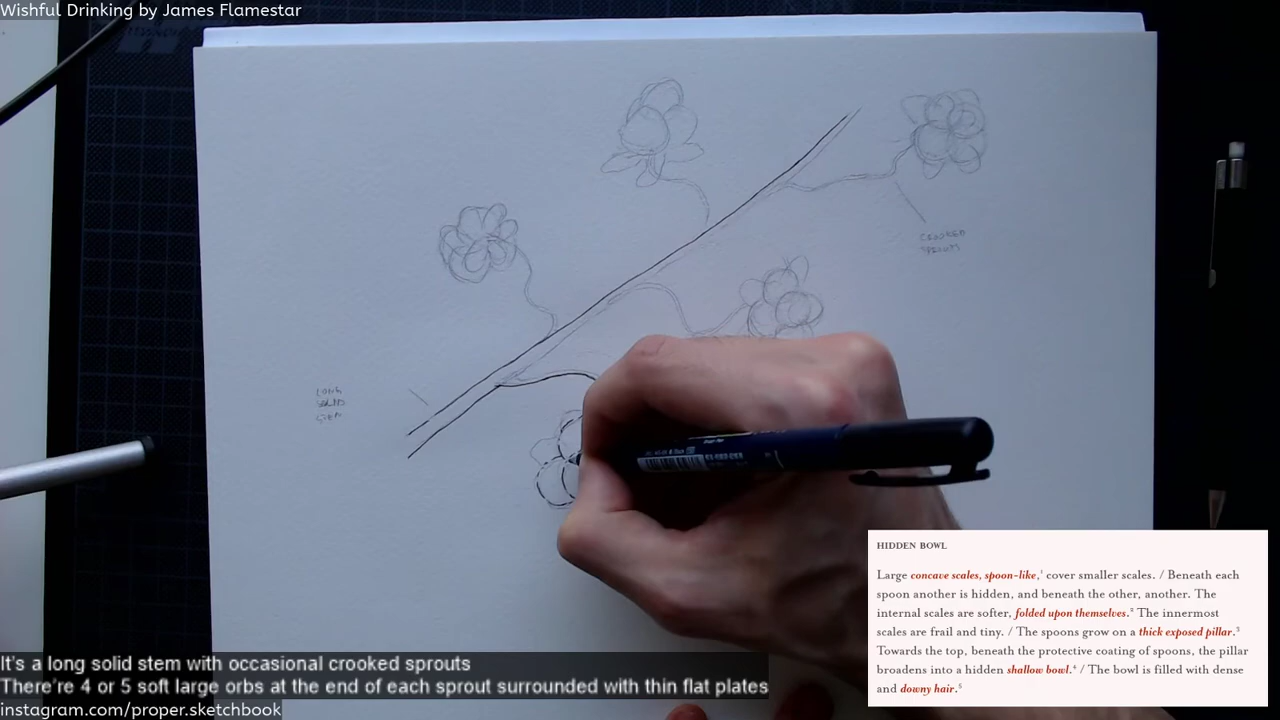 Wishful Drinking by James Flamestar
CROOKED
LONG
STEM
HIDDEN BOWL
Large concave scales, spoon-like,¹ cover smaller scales. / Beneath each
spoon another is hidden, and beneath the other, another. The
internal scales are softer, folded upon themselves.² The innermost
scales are frail and tiny. / The spoons grow on a thick exposed pillar.³
Towards the top, beneath the protective coating of spoons, the pillar
broadens into a hidden shallow bowl.⁴ / The bowl is filled with dense
and downy hair.⁵
It's a long solid stem with occasional crooked sprouts
There're 4 or 5 soft large orbs at the end of each sprout surrounded with thin flat plates
instagram.com/proper.sketchbook